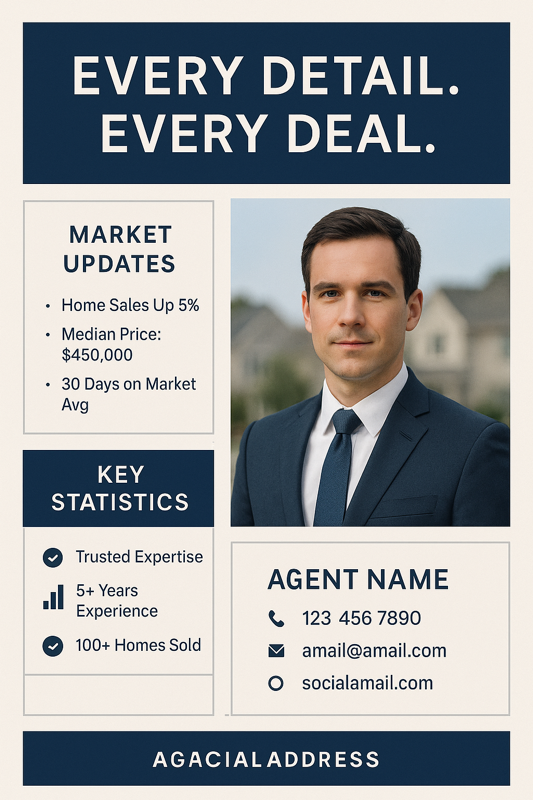 EVERY DETAIL.
EVERY DEAL.
MARKET
UPDATES
• Home Sales Up 5%
• Median Price:
$450,000
• 30 Days on Market
Avg
KEY
STATISTICS
Trusted Expertise
5+ Years
Experience
100+ Homes Sold
AGENT NAME
123 456 7890
amail@amail.com
socialamail.com
AGACIALADDRESS